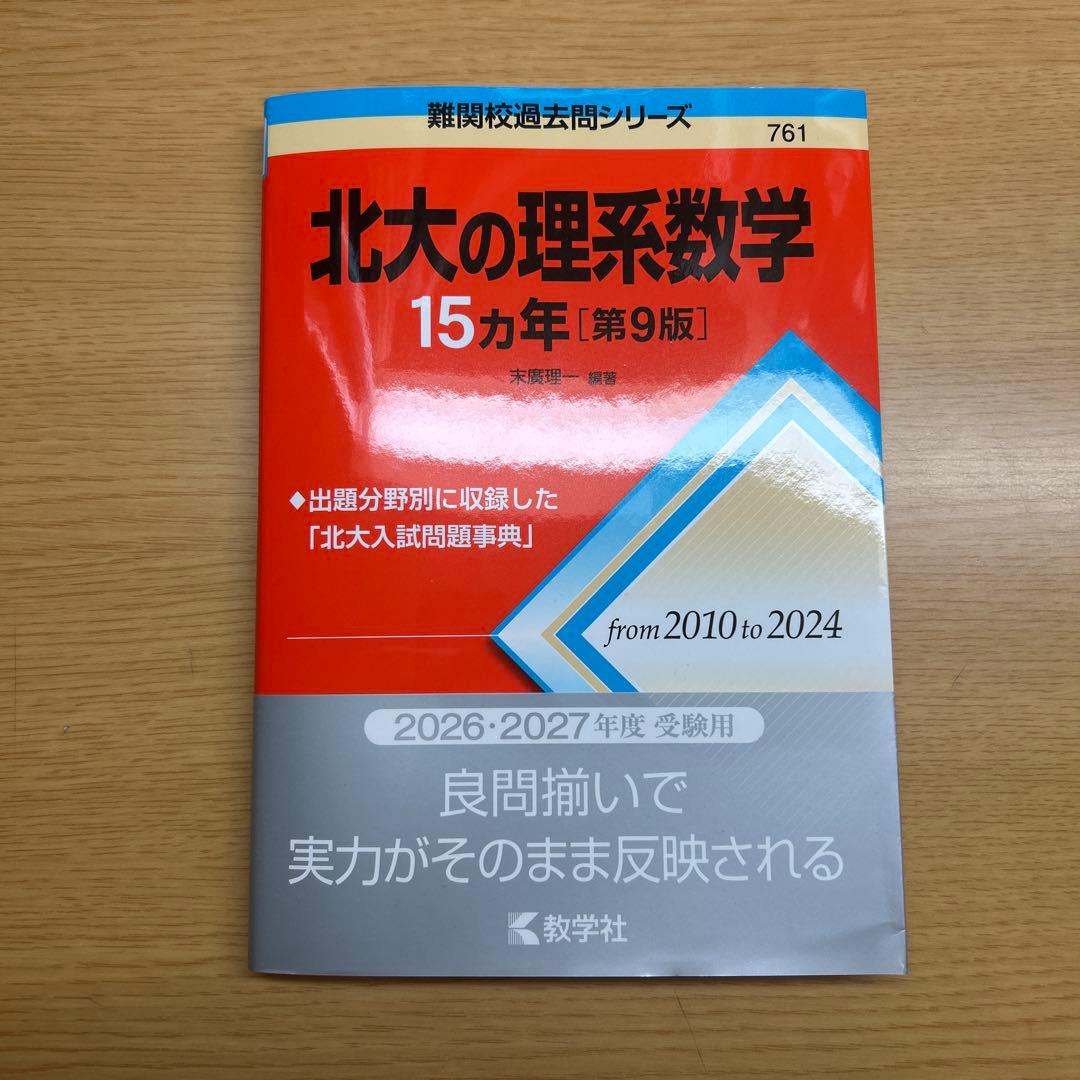 難関校過去問シリーズ
761
北大の理系数学
15カ年［第9版］
末廣理一 編著
◆出題分野別に収録した
「北大入試問題事典」
from 2010 to 2024
2026・2027年度 受験用
良問揃いで
実力がそのまま反映される
教学社